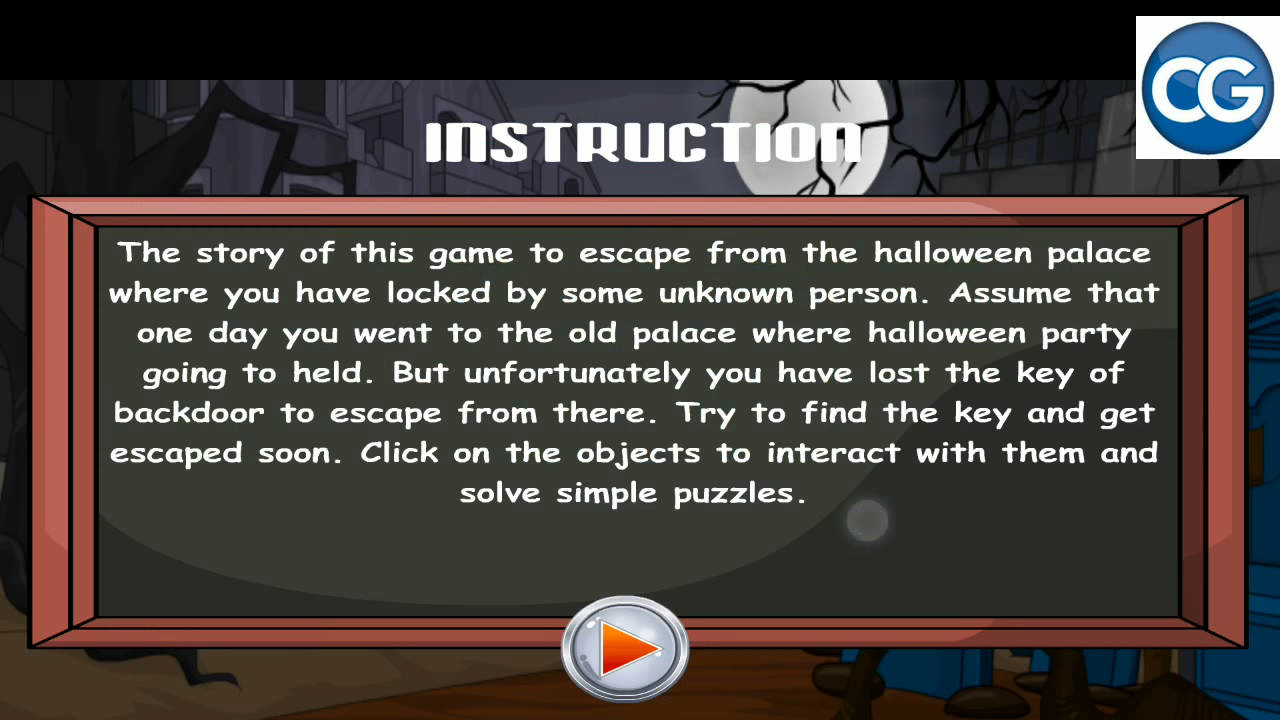 CG
INSTRUCTION
The story of this game to escape from the halloween palace
where you have locked by some unknown person. Assume that
one day you went to the old palace where halloween party
going to held. But unfortunately you have lost the key of
backdoor to escape from there. Try to find the key and get
escaped soon. Click on the objects to interact with them and
solve simple puzzles.